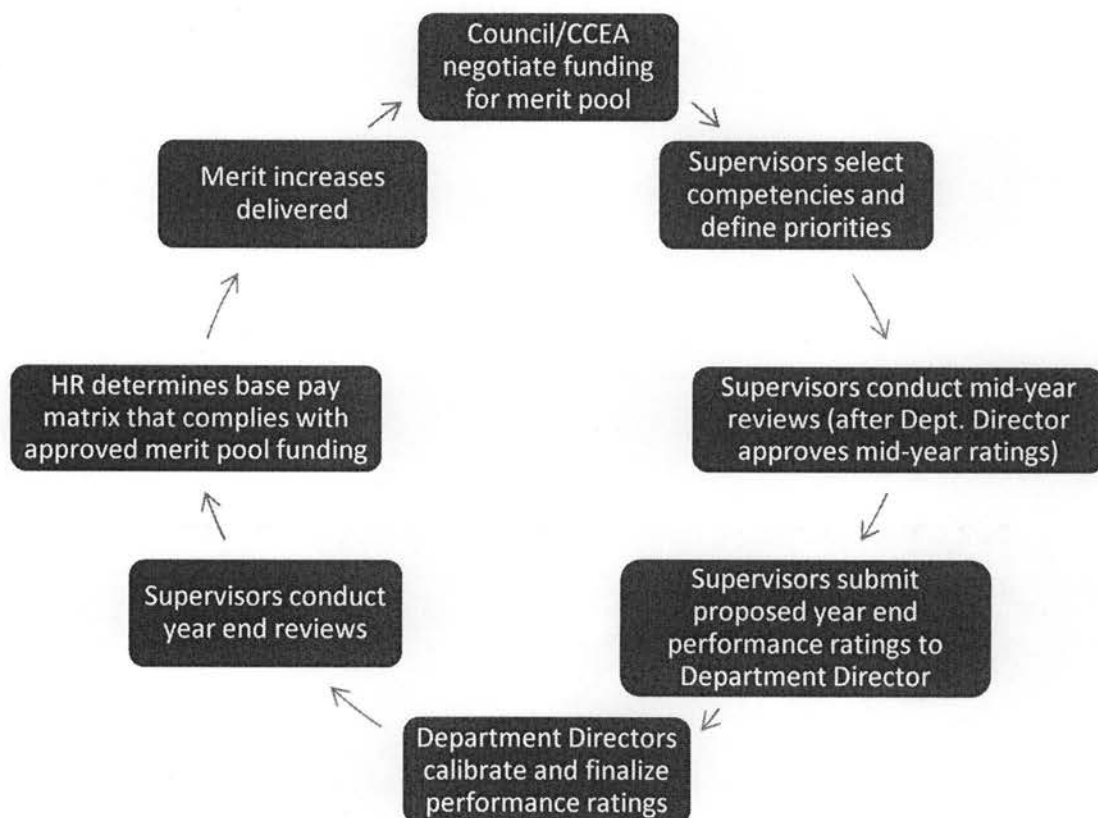 Council/CCEA
negotiate funding
for merit pool
Supervisors select
competencies and
define priorities
Supervisors conduct mid-year
reviews (after Dept. Director
approves mid-year ratings)
Supervisors submit
proposed year end
performance ratings to
Department Director
Department Directors
calibrate and finalize
performance ratings
Supervisors conduct
year end reviews
HR determines base pay
matrix that complies with
approved merit pool funding
Merit increases
delivered